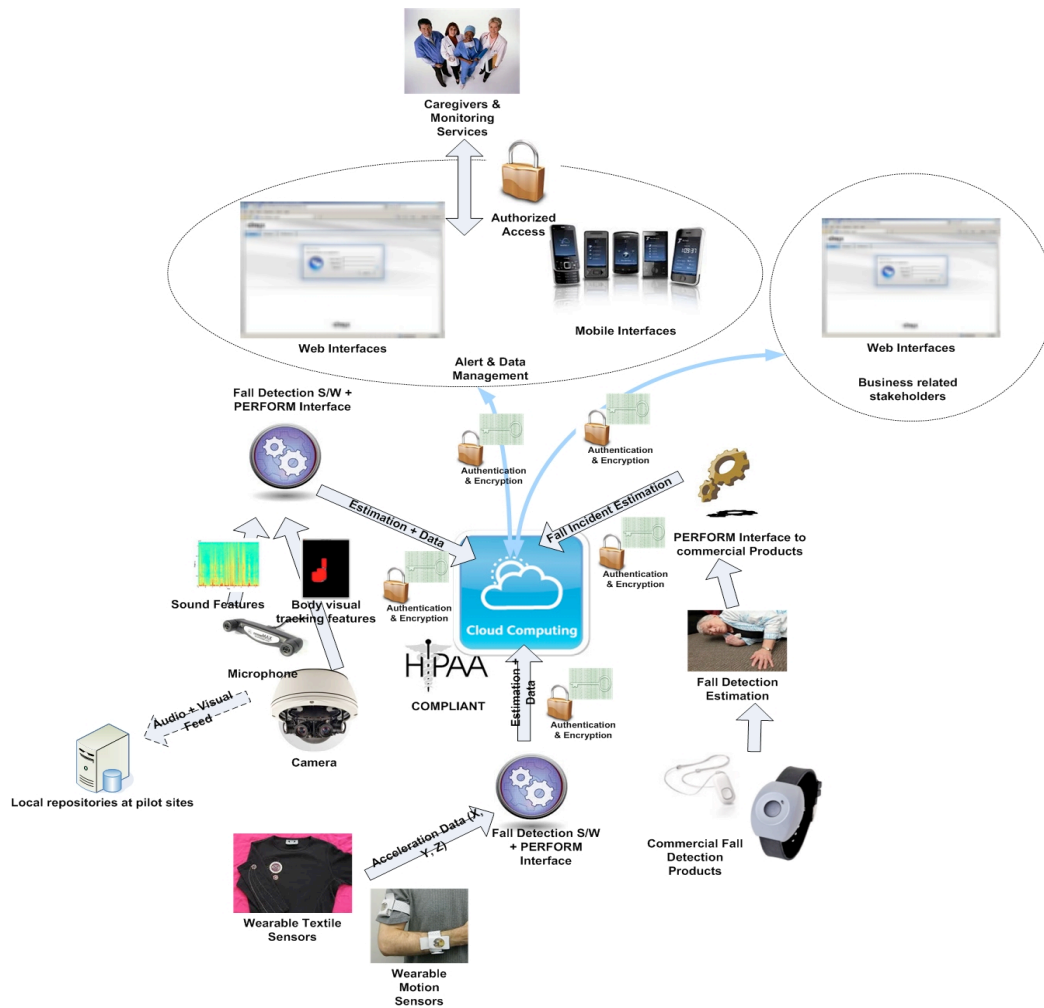 Caregivers &
Monitoring
Services
Authorized
Access
Web Interfaces
Mobile Interfaces
Web Interfaces
Business related
stakeholders
Alert & Data
Management
Fall Detection S/W +
PERFORM Interface
Authentication
& Encryption
Authentication
& Encryption
Estimation + Data
Fall Incident Estimation
PERFORM Interface to
commercial Products
Authentication
& Encryption
Authentication
& Encryption
Sound Features
Body visual
tracking features
Cloud Computing
Microphone
HIPAA
COMPLIANT
Estimation +
Data
Authentication
& Encryption
Fall Detection
Estimation
Audio + Visual
Feed
Camera
Local repositories at pilot sites
Acceleration Data (X,
Y, Z)
Fall Detection S/W
+ PERFORM
Interface
Commercial Fall
Detection
Products
Wearable Textile
Sensors
Wearable
Motion
Sensors